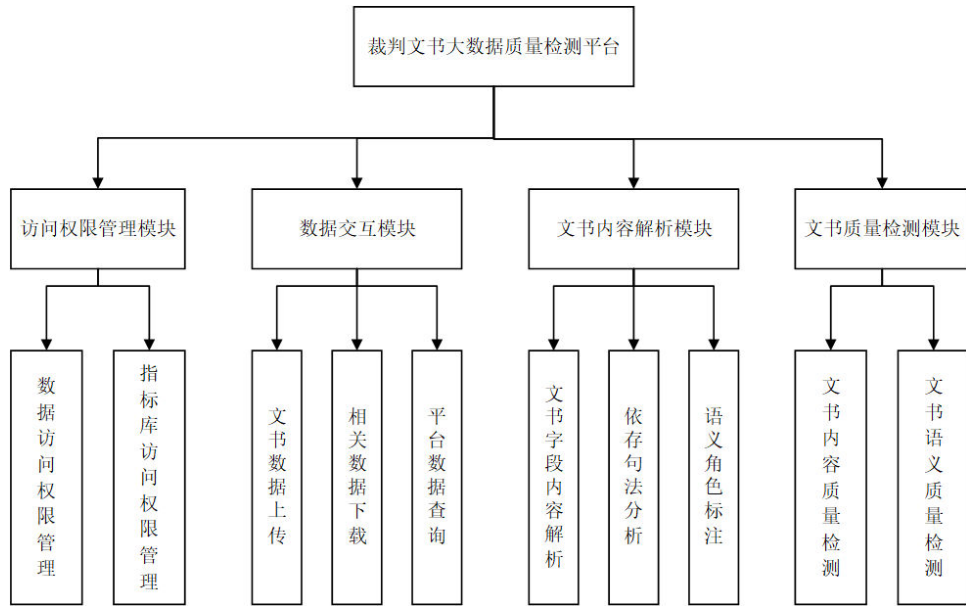 裁判文书大数据质量检测平台
访问权限管理模块
数据交互模块
文书内容解析模块
文书质量检测模块
数据访问权限管理
指标库访问权限管理
文书数据上传
相关数据下载
平台数据查询
文书字段内容解析
依存句法分析
语义角色标注
文书内容质量检测
文书语义质量检测